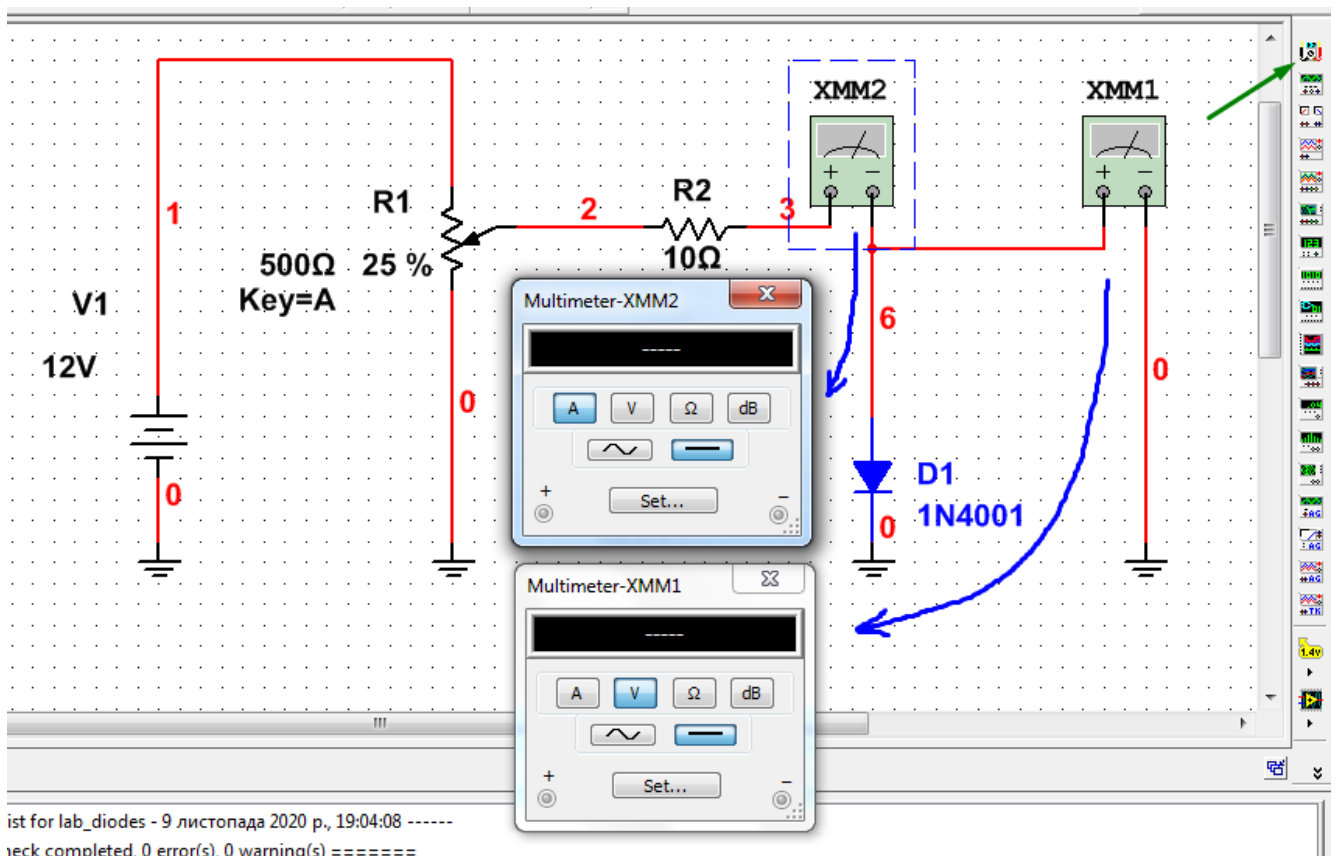 XMM2
XMM1
+ −
+ −
R1
1
2
R2
3
500Ω 25 %
10Ω
Key=A
V1
12V
6
0
0
0
0
D1
1N4001
Multimeter-XMM2
-----
A V Ω dB
+ Set... −
Multimeter-XMM1
-----
A V Ω dB
+ Set... −
1.4v
ist for lab_diodes - 9 листопада 2020 р., 19:04:08 ------
heck completed, 0 error(s), 0 warning(s) =======